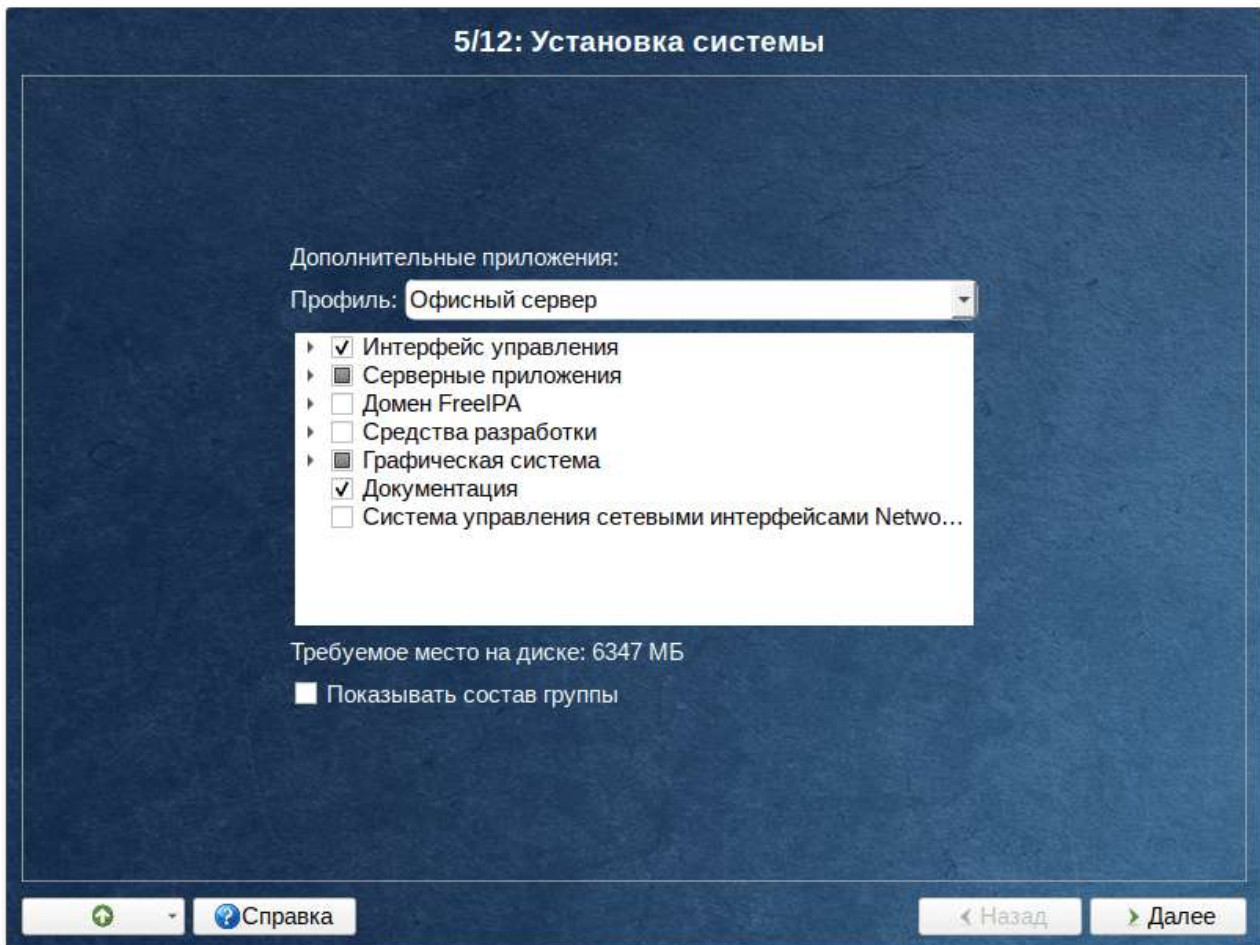 5/12: Установка системы
Дополнительные приложения:
Профиль: Офисный сервер
Интерфейс управления
Серверные приложения
Домен FreeIPA
Средства разработки
Графическая система
Документация
Система управления сетевыми интерфейсами Netwo...
Требуемое место на диске: 6347 МБ
Показывать состав группы
Справка
Назад
Далее